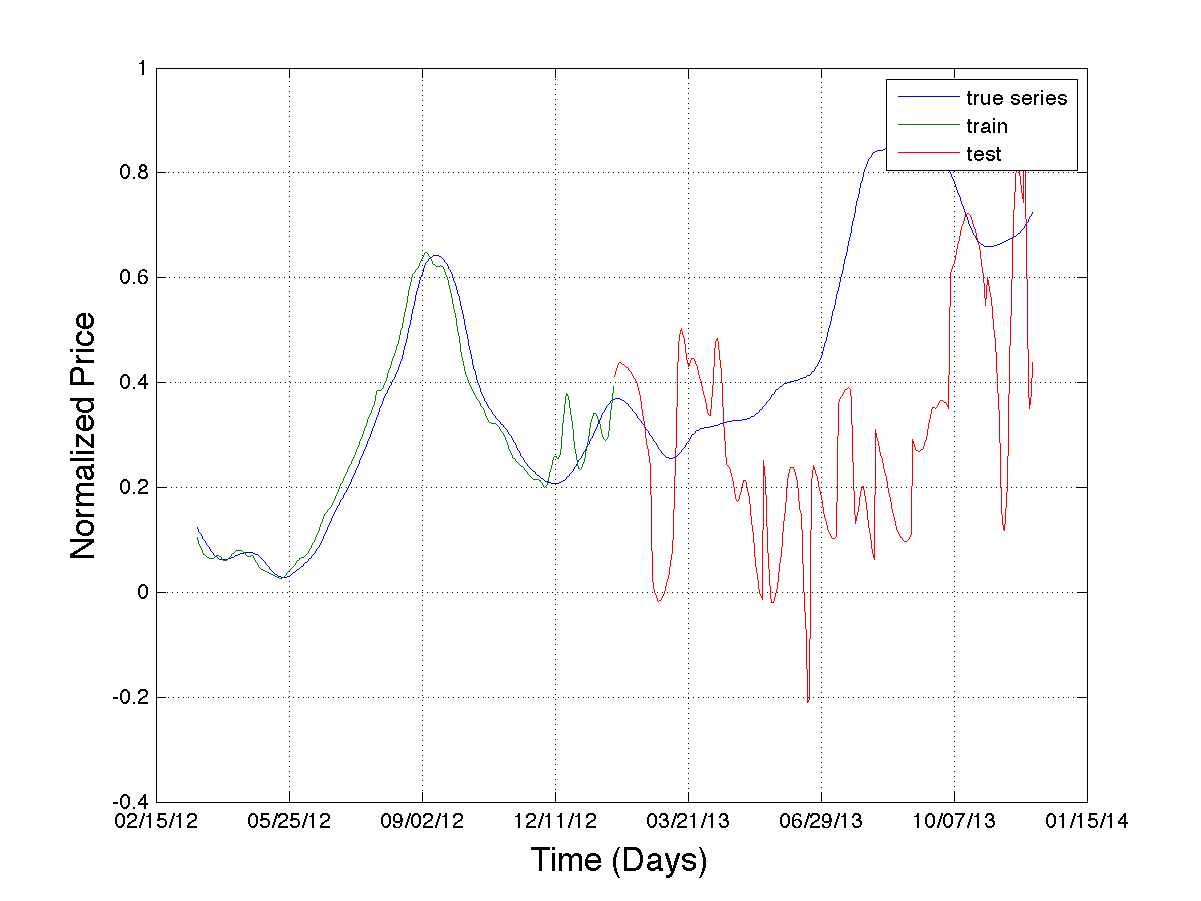 1
0.8
0.6
0.4
0.2
0
-0.2
-0.4
Normalized Price
true series
train
test
02/15/12 05/25/12 09/02/12 12/11/12 03/21/13 06/29/13 10/07/13 01/15/14
Time (Days)